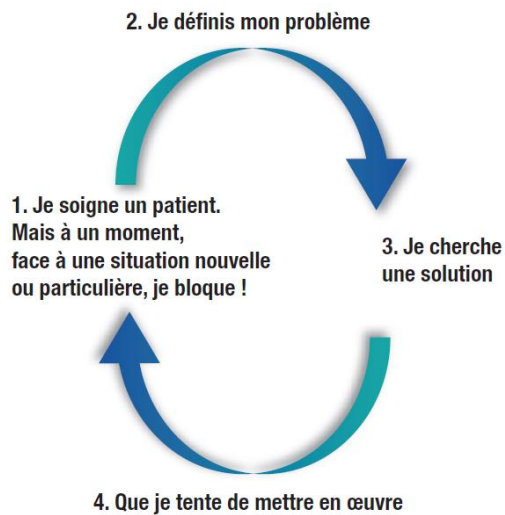 2. Je définis mon problème
1. Je soigne un patient.
Mais à un moment,
face à une situation nouvelle
ou particulière, je bloque !
3. Je cherche
une solution
4. Que je tente de mettre en œuvre